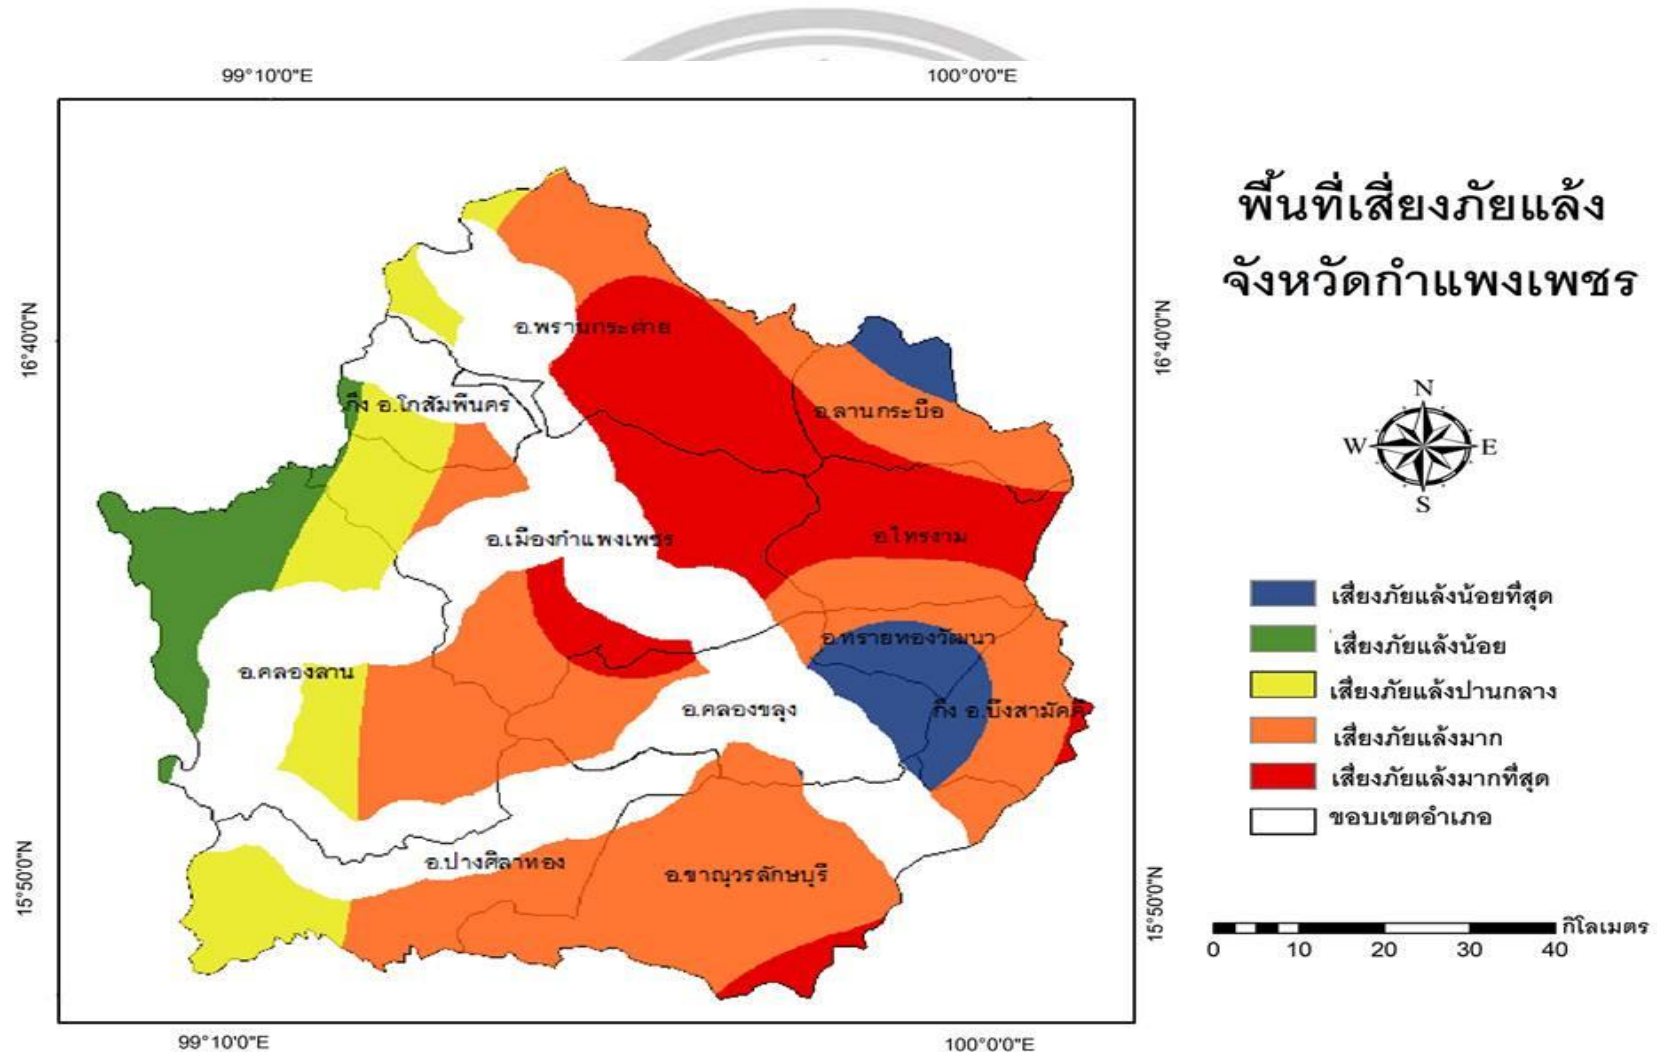 99°10'0"E
100°0'0"E
พื้นที่เสี่ยงภัยแล้ง
จังหวัดกำแพงเพชร
16°40'0"N
16°40'0"N
อ.พรานกระต่าย
กิ่ง อ.โกสัมพีนคร
อ.ลานกระบือ
N
W
E
S
อ.เมืองกำแพงเพชร
อ.ไทรงาม
อ.ทรายทองวัฒนา
อ.คลองลาน
อ.คลองขลุง
กิ่ง อ.บึงสามัคคี
เสี่ยงภัยแล้งน้อยที่สุด
เสี่ยงภัยแล้งน้อย
เสี่ยงภัยแล้งปานกลาง
เสี่ยงภัยแล้งมาก
เสี่ยงภัยแล้งมากที่สุด
ขอบเขตอำเภอ
อ.ปางศิลาทอง
อ.ขาณุวรลักษบุรี
15°50'0"N
15°50'0"N
กิโลเมตร
0 10 20 30 40
99°10'0"E
100°0'0"E